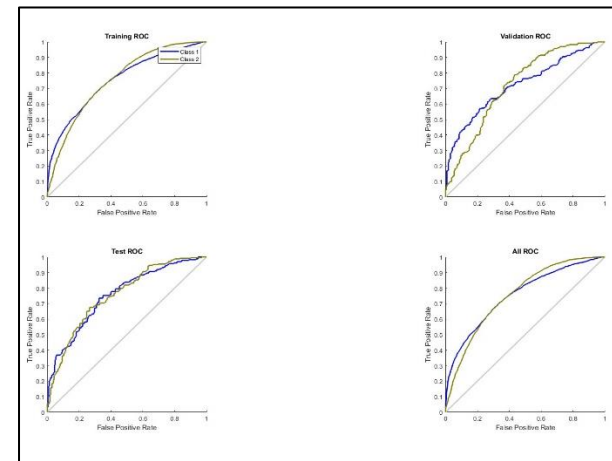 Training ROC
1
0.9
0.8
0.7
0.6
0.5
0.4
0.3
0.2
0.1
0
True Positive Rate
Class 1
Class 2
0 0.2 0.4 0.6 0.8 1
False Positive Rate
Validation ROC
1
0.9
0.8
0.7
0.6
0.5
0.4
0.3
0.2
0.1
0
True Positive Rate
0 0.2 0.4 0.6 0.8 1
False Positive Rate
Test ROC
1
0.9
0.8
0.7
0.6
0.5
0.4
0.3
0.2
0.1
0
True Positive Rate
0 0.2 0.4 0.6 0.8 1
False Positive Rate
All ROC
1
0.9
0.8
0.7
0.6
0.5
0.4
0.3
0.2
0.1
0
True Positive Rate
0 0.2 0.4 0.6 0.8 1
False Positive Rate